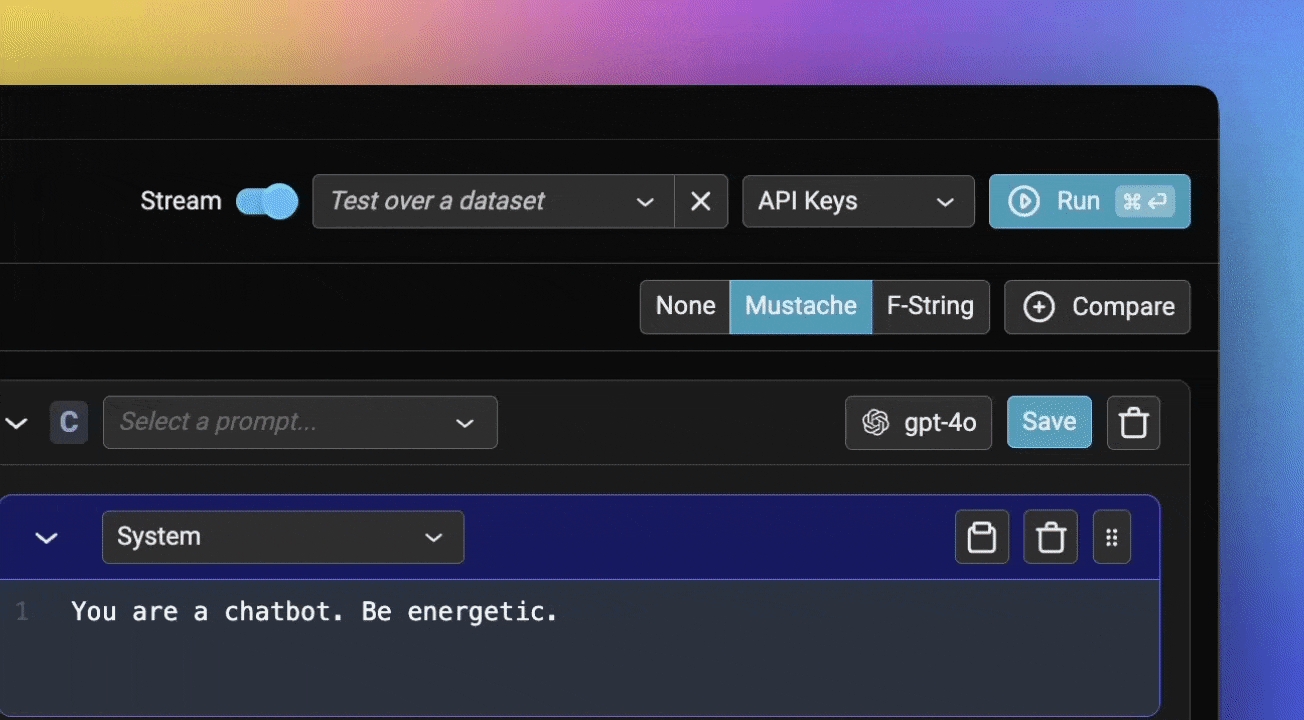 Stream Test over a dataset API Keys Run ⌘ ↩
None Mustache F-String Compare
C Select a prompt... gpt-4o Save
System
1 You are a chatbot. Be energetic.